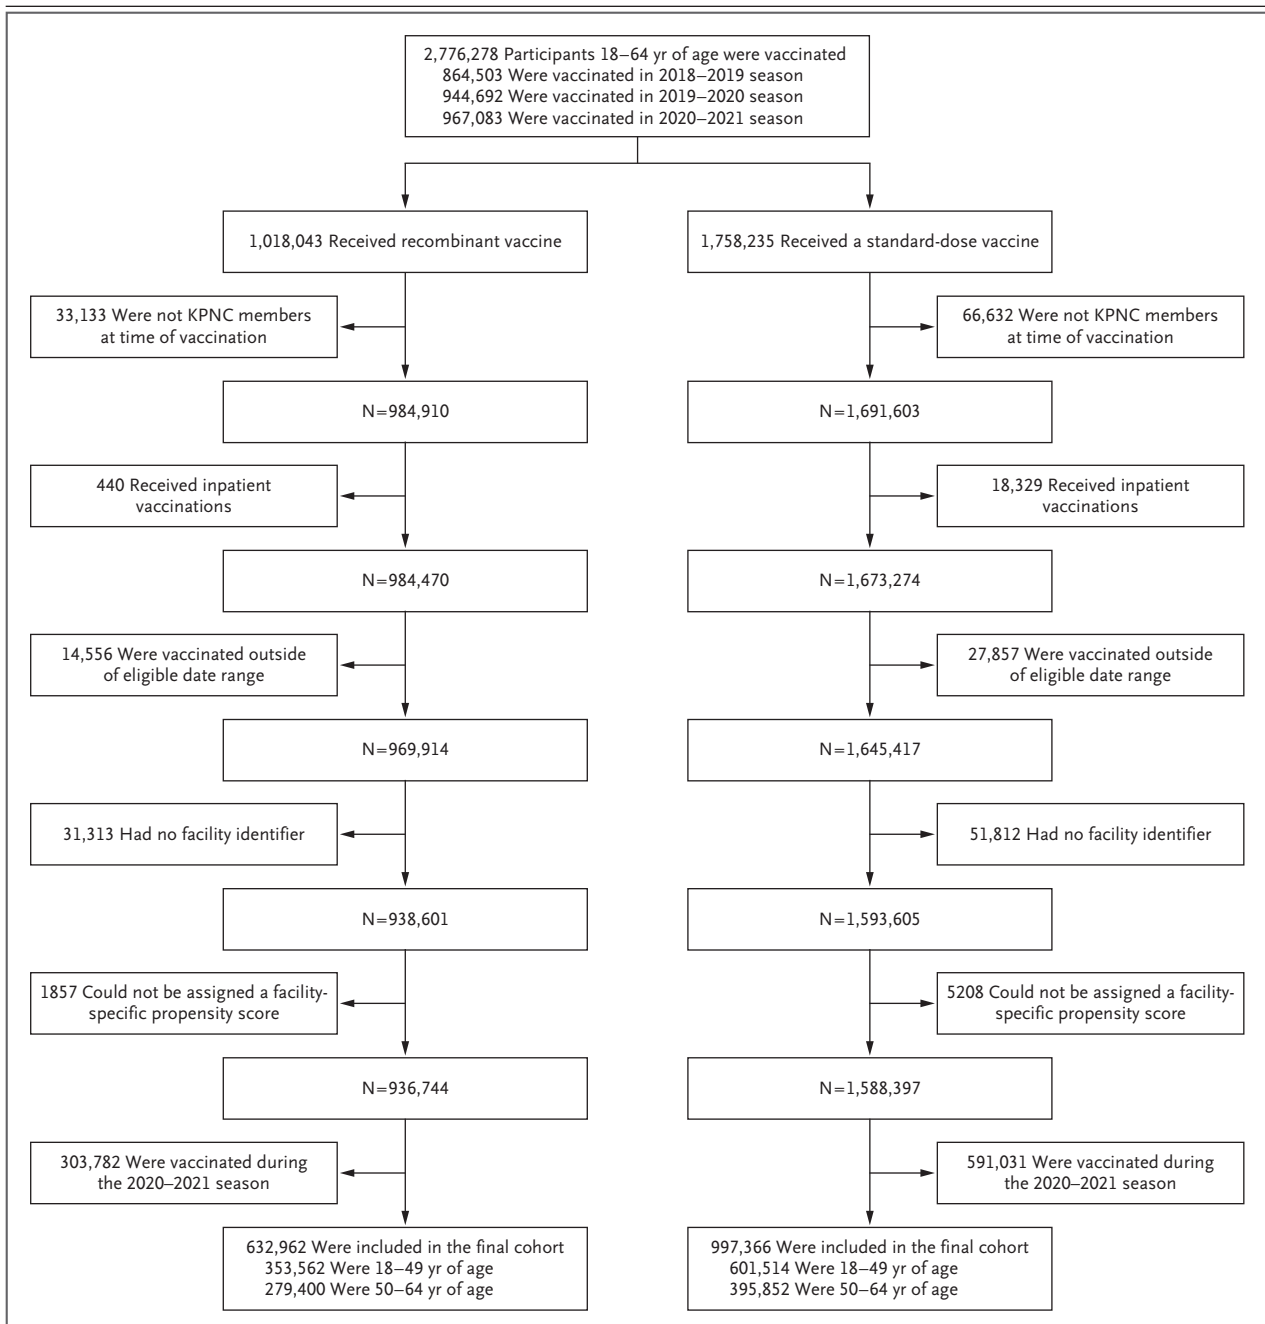 2,776,278 Participants 18–64 yr of age were vaccinated
864,503 Were vaccinated in 2018–2019 season
944,692 Were vaccinated in 2019–2020 season
967,083 Were vaccinated in 2020–2021 season
1,018,043 Received recombinant vaccine
1,758,235 Received a standard-dose vaccine
33,133 Were not KPNC members
at time of vaccination
66,632 Were not KPNC members
at time of vaccination
N=984,910
N=1,691,603
440 Received inpatient
vaccinations
18,329 Received inpatient
vaccinations
N=984,470
N=1,673,274
14,556 Were vaccinated outside
of eligible date range
27,857 Were vaccinated outside
of eligible date range
N=969,914
N=1,645,417
31,313 Had no facility identifier
51,812 Had no facility identifier
N=938,601
N=1,593,605
1857 Could not be assigned a facility-
specific propensity score
5208 Could not be assigned a facility-
specific propensity score
N=936,744
N=1,588,397
303,782 Were vaccinated during
the 2020–2021 season
591,031 Were vaccinated during
the 2020–2021 season
632,962 Were included in the final cohort
353,562 Were 18–49 yr of age
279,400 Were 50–64 yr of age
997,366 Were included in the final cohort
601,514 Were 18–49 yr of age
395,852 Were 50–64 yr of age